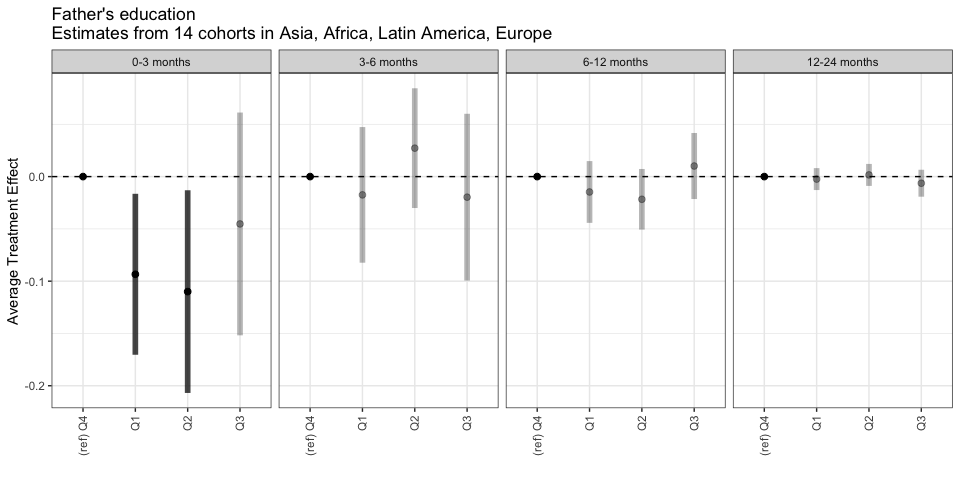 Father's education
Estimates from 14 cohorts in Asia, Africa, Latin America, Europe
0-3 months
3-6 months
6-12 months
12-24 months
Average Treatment Effect
0.0
-0.1
-0.2
(ref) Q4
Q1
Q2
Q3
(ref) Q4
Q1
Q2
Q3
(ref) Q4
Q1
Q2
Q3
(ref) Q4
Q1
Q2
Q3